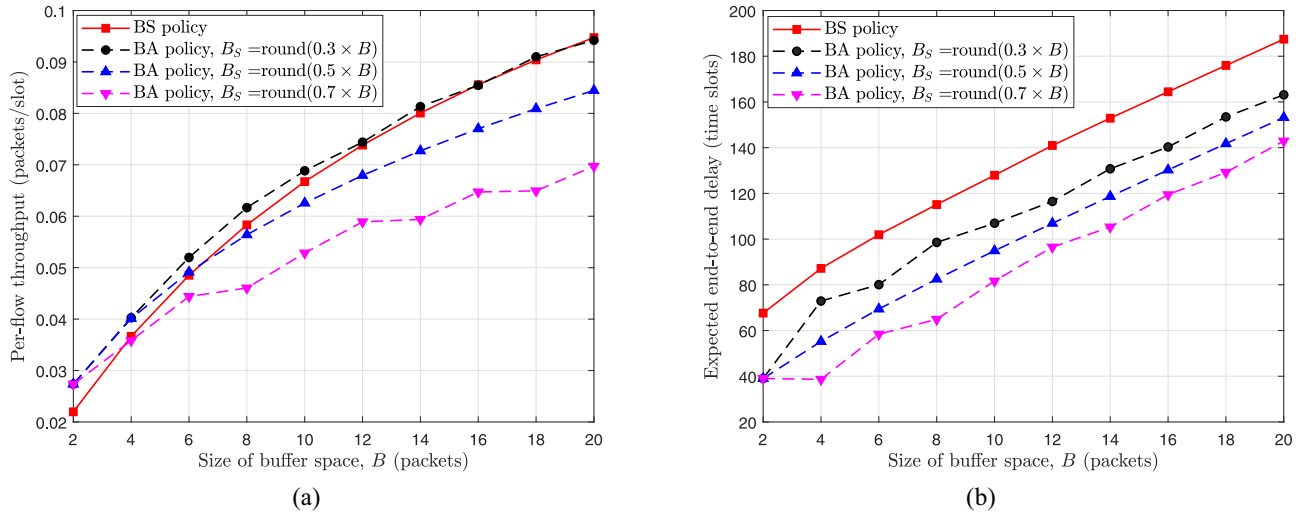 BS policy
BA policy, B_S =round(0.3 × B)
BA policy, B_S =round(0.5 × B)
BA policy, B_S =round(0.7 × B)
Per-flow throughput (packets/slot)
0.1
0.09
0.08
0.07
0.06
0.05
0.04
0.03
0.02
2 4 6 8 10 12 14 16 18 20
Size of buffer space, B (packets)
(a)
BS policy
BA policy, B_S =round(0.3 × B)
BA policy, B_S =round(0.5 × B)
BA policy, B_S =round(0.7 × B)
Expected end-to-end delay (time slots)
200
180
160
140
120
100
80
60
40
20
2 4 6 8 10 12 14 16 18 20
Size of buffer space, B (packets)
(b)